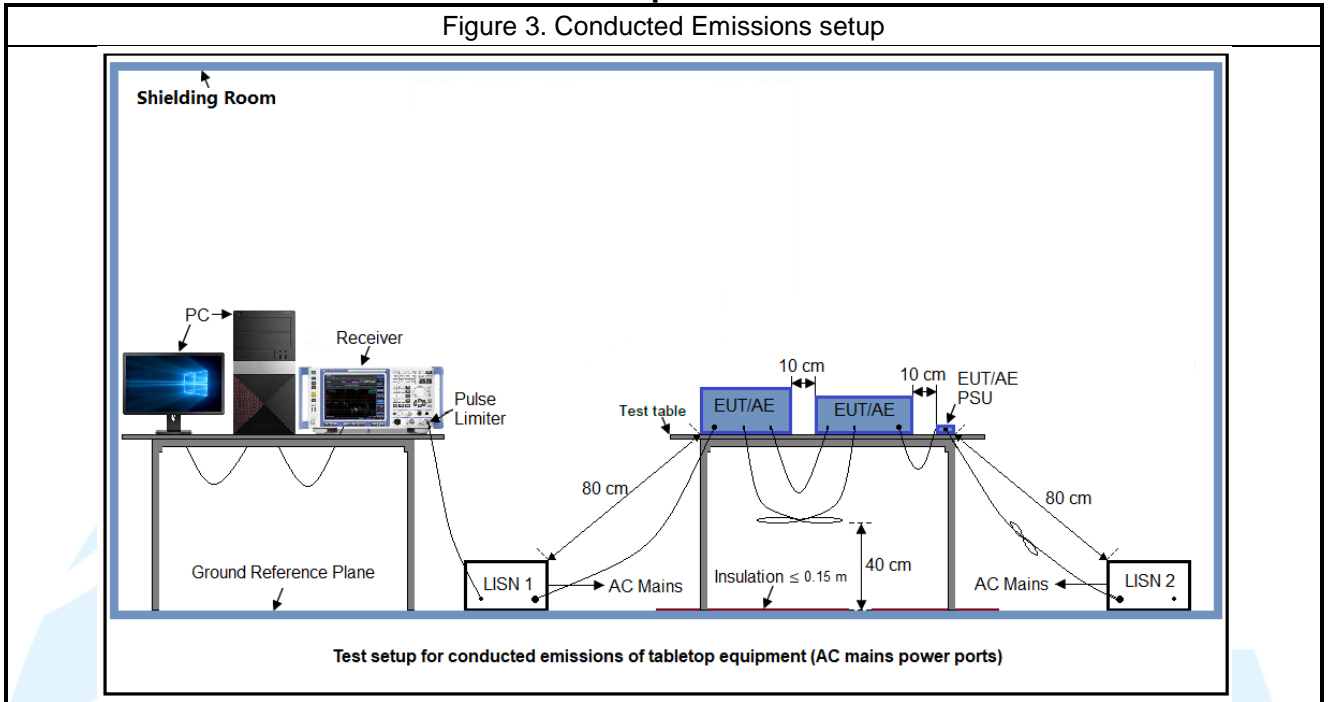 Figure 3. Conducted Emissions setup
Shielding Room
PC
Receiver
Pulse
Limiter
Test table
EUT/AE
10 cm
EUT/AE
10 cm
EUT/AE
PSU
80 cm
80 cm
Ground Reference Plane
LISN 1
AC Mains
Insulation ≤ 0.15 m
40 cm
AC Mains
LISN 2
Test setup for conducted emissions of tabletop equipment (AC mains power ports)